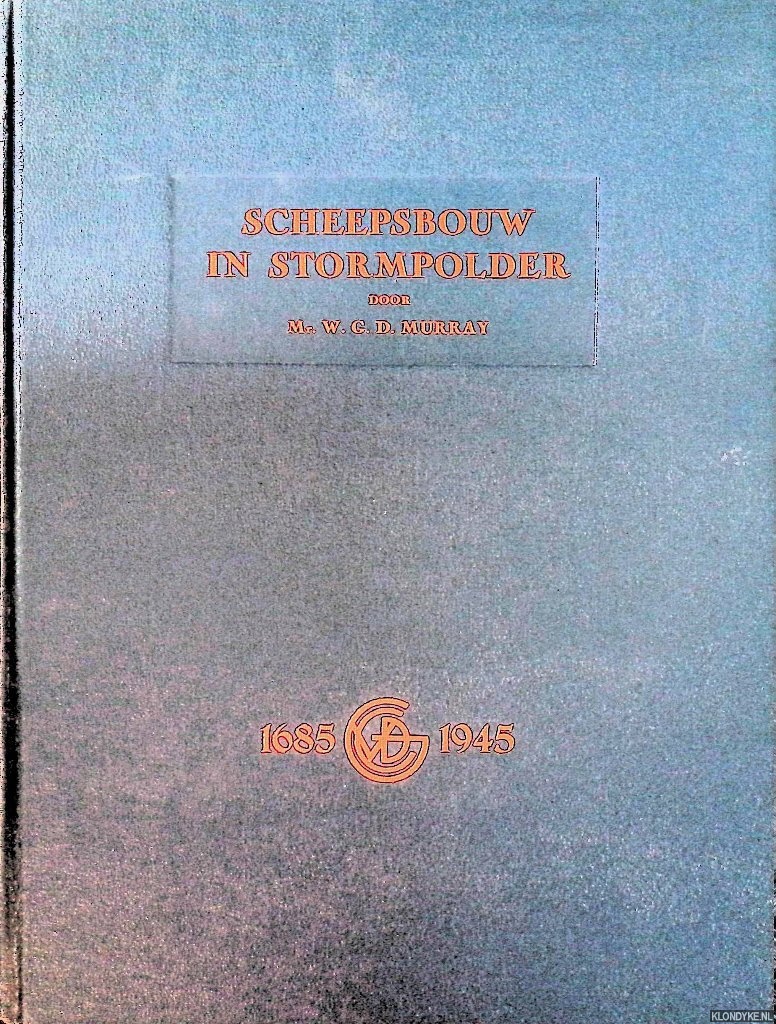 SCHEEPSBOUW
IN STORMPOLDER
DOOR
Mr. W. G. D. MURRAY
1685 1945
KLONDYKE.NL